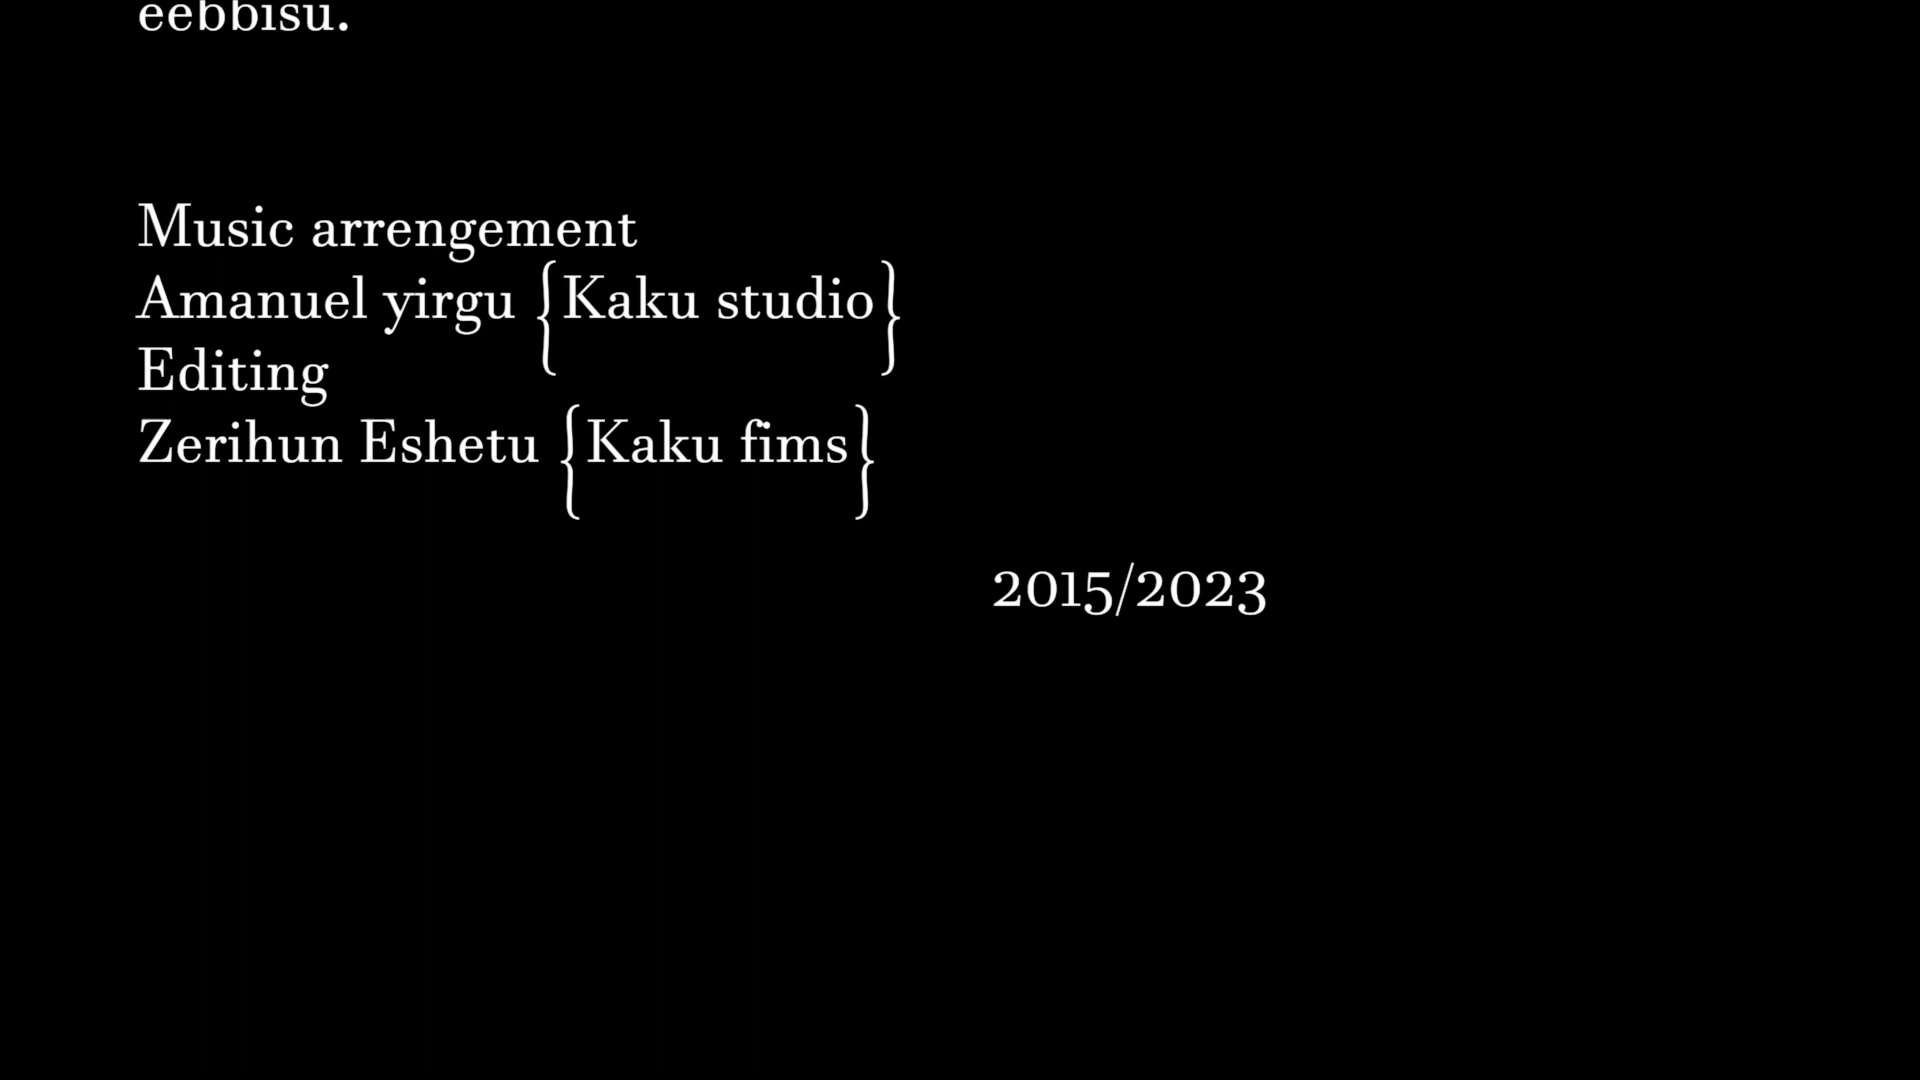 eebbisu.
Music arrengement
Amanuel yirgu {Kaku studio}
Editing
Zerihun Eshetu {Kaku fims}
2015/2023